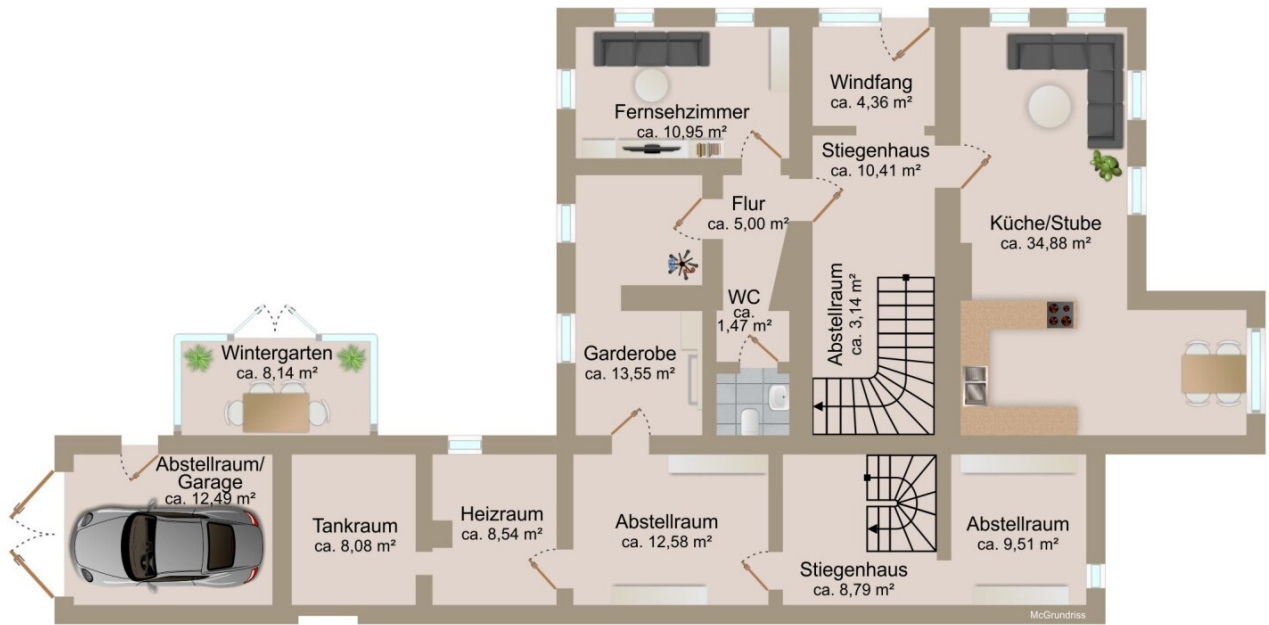 Fernsehzimmer
ca. 10,95 m²
Windfang
ca. 4,36 m²
Stiegenhaus
ca. 10,41 m²
Flur
ca. 5,00 m²
Küche/Stube
ca. 34,88 m²
WC
ca.
1,47 m²
Abstellraum
ca. 3,14 m²
Wintergarten
ca. 8,14 m²
Garderobe
ca. 13,55 m²
Abstellraum/
Garage
ca. 12,49 m²
Tankraum
ca. 8,08 m²
Heizraum
ca. 8,54 m²
Abstellraum
ca. 12,58 m²
Stiegenhaus
ca. 8,79 m²
Abstellraum
ca. 9,51 m²
McGrundriss